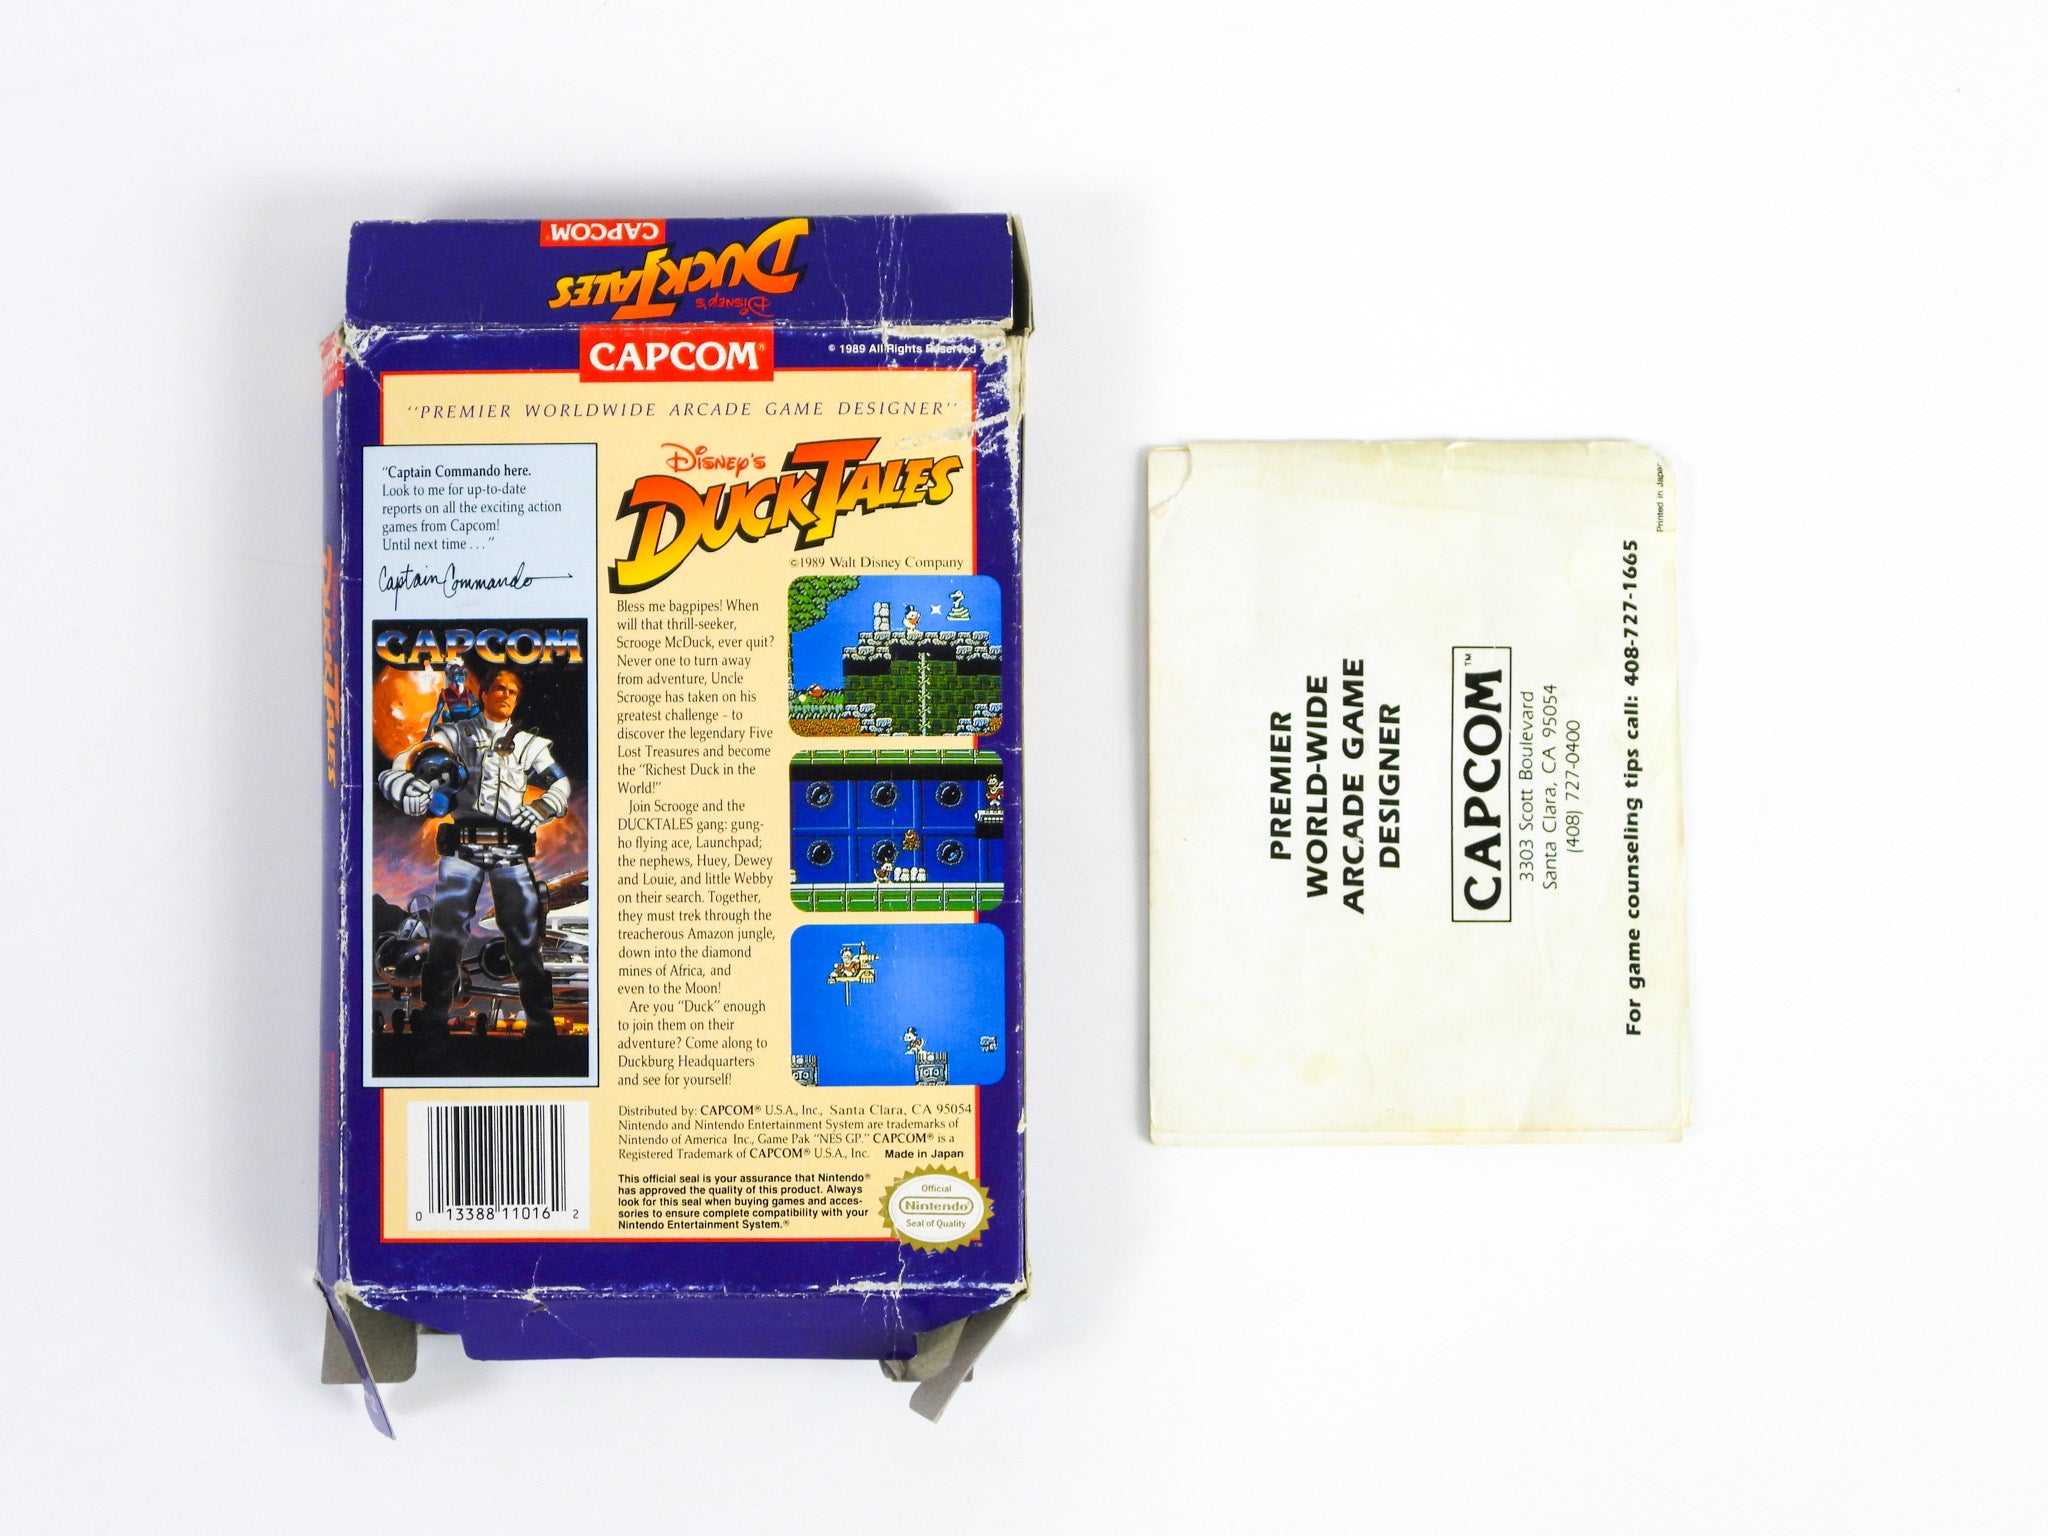 CAPCOM
Disney's
DUCKTALES
CAPCOM®
© 1989 All Rights Reserved
"PREMIER WORLDWIDE ARCADE GAME DESIGNER"
"Captain Commando here.
Look to me for up-to-date
reports on all the exciting action
games from Capcom!
Until next time . . ."
Captain Commando
CAPCOM
Disney's
DUCKTALES
©1989 Walt Disney Company
Bless me bagpipes! When
will that thrill-seeker,
Scrooge McDuck, ever quit?
Never one to turn away
from adventure, Uncle
Scrooge has taken on his
greatest challenge – to
discover the legendary Five
Lost Treasures and become
the "Richest Duck in the
World!"
Join Scrooge and the
DUCKTALES gang: gung-
ho flying ace, Launchpad;
the nephews, Huey, Dewey
and Louie, and little Webby
on their search. Together,
they must trek through the
treacherous Amazon jungle,
down into the diamond
mines of Africa, and
even to the Moon!
Are you "Duck" enough
to join them on their
adventure? Come along to
Duckburg Headquarters
and see for yourself!
Distributed by: CAPCOM® U.S.A., Inc., Santa Clara, CA 95054
Nintendo and Nintendo Entertainment System are trademarks of
Nintendo of America Inc., Game Pak "NES GP." CAPCOM® is a
Registered Trademark of CAPCOM® U.S.A., Inc. Made in Japan
This official seal is your assurance that Nintendo®
has approved the quality of this product. Always
look for this seal when buying games and acces-
sories to ensure complete compatibility with your
Nintendo Entertainment System.®
Official
Nintendo®
Seal of Quality
TM
0 13388 11016 2
DUCKTALES
PREMIER
WORLD-WIDE
ARCADE GAME
DESIGNER
CAPCOM™
3303 Scott Boulevard
Santa Clara, CA 95054
(408) 727-0400
For game counseling tips call: 408-727-1665
Printed in Japan